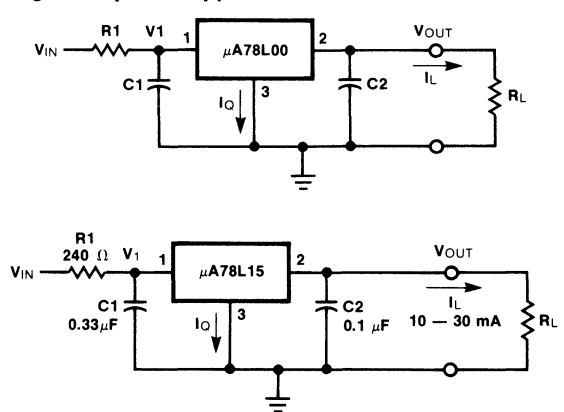 R1 V1 1 μA78L00 2 VOUT
VIN
C1 3 C2 IL RL
IQ
R1 V1 1 μA78L15 2 VOUT
240 Ω
VIN
C1 3 C2 IL RL
0.33μF IQ 0.1 μF 10 — 30 mA